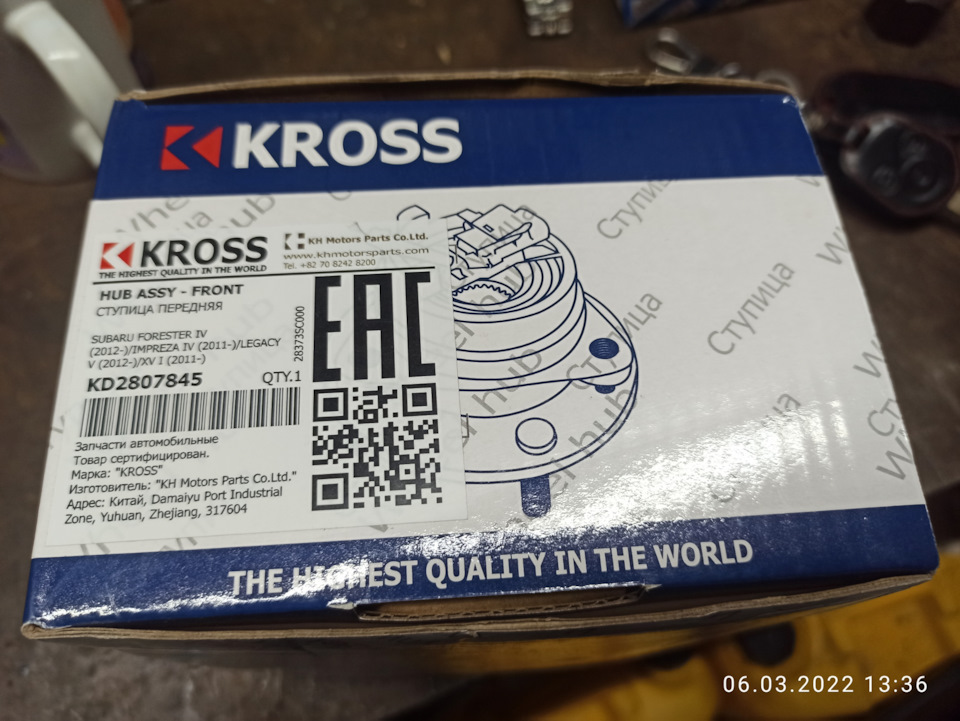 KROSS
KROSS
THE HIGHEST QUALITY IN THE WORLD
KH Motors Parts Co.Ltd.
www.khmotorsparts.com
Tel. +82 70 8242 8200
HUB ASSY - FRONT
СТУПИЦА ПЕРЕДНЯЯ
SUBARU FORESTER IV
(2012-)/IMPREZA IV (2011-)/LEGACY
V (2012-)/XV I (2011-)
28373SC000
EAC
KD2807845
QTY.1
Запчасти автомобильные
Товар сертифицирован.
Марка: "KROSS"
Изготовитель: "KH Motors Parts Co.Ltd."
Адрес: Китай, Damaiyu Port Industrial
Zone, Yuhuan, Zhejiang, 317604
Ступица
Ступица
Ступица
hub
hub
THE HIGHEST QUALITY IN THE WORLD
06.03.2022 13:36